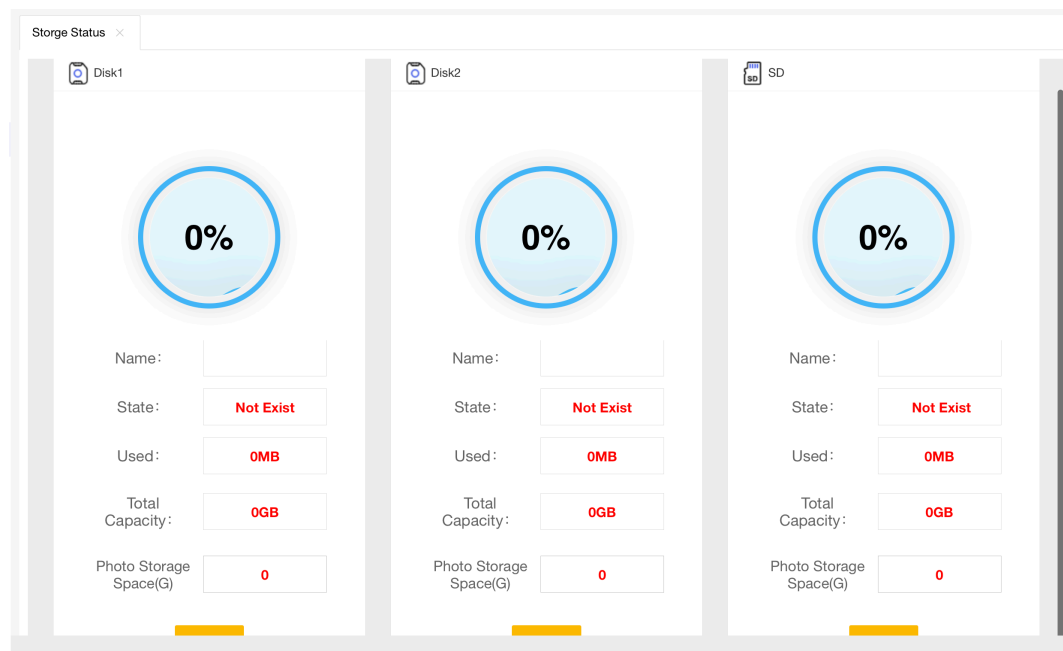 Storge Status
Disk1
0%
Name:
State: Not Exist
Used: 0MB
Total
Capacity: 0GB
Photo Storage
Space(G) 0
Disk2
0%
Name:
State: Not Exist
Used: 0MB
Total
Capacity: 0GB
Photo Storage
Space(G) 0
SD
SD
0%
Name:
State: Not Exist
Used: 0MB
Total
Capacity: 0GB
Photo Storage
Space(G) 0